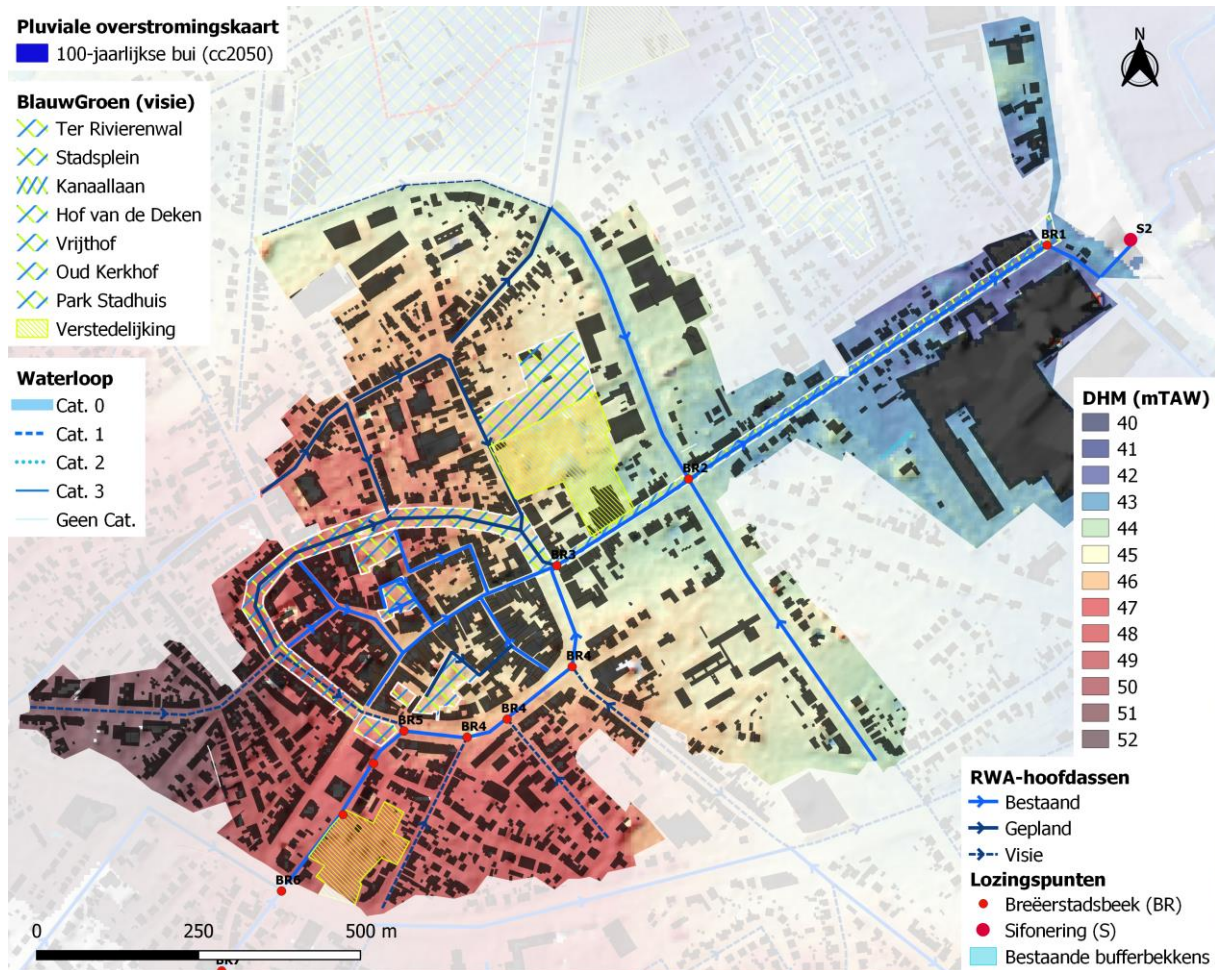 Pluviale overstromingskaart
100-jaarlijkse bui (cc2050)
BlauwGroen (visie)
Ter Rivierenwal
Stadsplein
Kanaallaan
Hof van de Deken
Vrijthof
Oud Kerkhof
Park Stadhuis
Verstedelijking
Waterloop
Cat. 0
Cat. 1
Cat. 2
Cat. 3
Geen Cat.
N
BR1
S2
BR2
BR3
BR4
BR4
BR4
BR5
BR6
BR7
DHM (mTAW)
40
41
42
43
44
45
46
47
48
49
50
51
52
RWA-hoofdassen
Bestaand
Gepland
Visie
Lozingspunten
Breëerstadsbeek (BR)
Sifonering (S)
Bestaande bufferbekkens
0 250 500 m